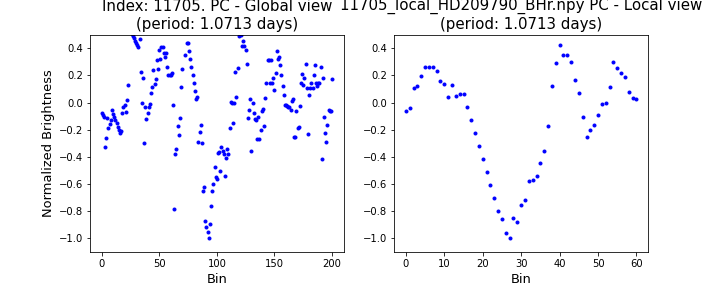 Index: 11705. PC - Global view
(period: 1.0713 days)
11705_local_HD209790_BHr.npy PC - Local view
(period: 1.0713 days)
Normalized Brightness
0.4
0.2
0.0
−0.2
−0.4
−0.6
−0.8
−1.0
0 50 100 150 200
Bin
0.4
0.2
0.0
−0.2
−0.4
−0.6
−0.8
−1.0
0 10 20 30 40 50 60
Bin